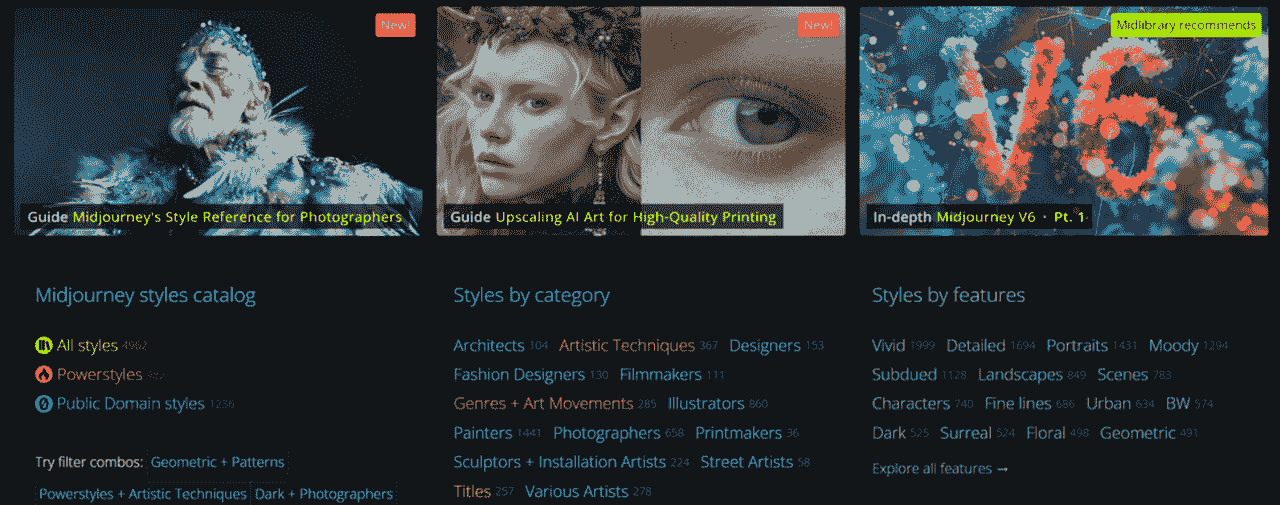 New!
New!
Midlibrary recommends
V6
Guide Midjourney's Style Reference for Photographers
Guide Upscaling AI Art for High-Quality Printing
In-depth Midjourney V6 · Pt. 1
Midjourney styles catalog
All styles 4962
Powerstyles
Public Domain styles 1236
Try filter combos: Geometric + Patterns
Powerstyles + Artistic Techniques Dark + Photographers
Styles by category
Architects 104 Artistic Techniques 367 Designers 153
Fashion Designers 130 Filmmakers 111
Genres + Art Movements 285 Illustrators 860
Painters 1441 Photographers 658 Printmakers 36
Sculptors + Installation Artists 224 Street Artists 58
Titles 257 Various Artists 278
Styles by features
Vivid 1999 Detailed 1694 Portraits 1431 Moody 1294
Subdued 1128 Landscapes 849 Scenes 783
Characters 740 Fine lines 686 Urban 634 BW 574
Dark 525 Surreal 524 Floral 498 Geometric 491
Explore all features →